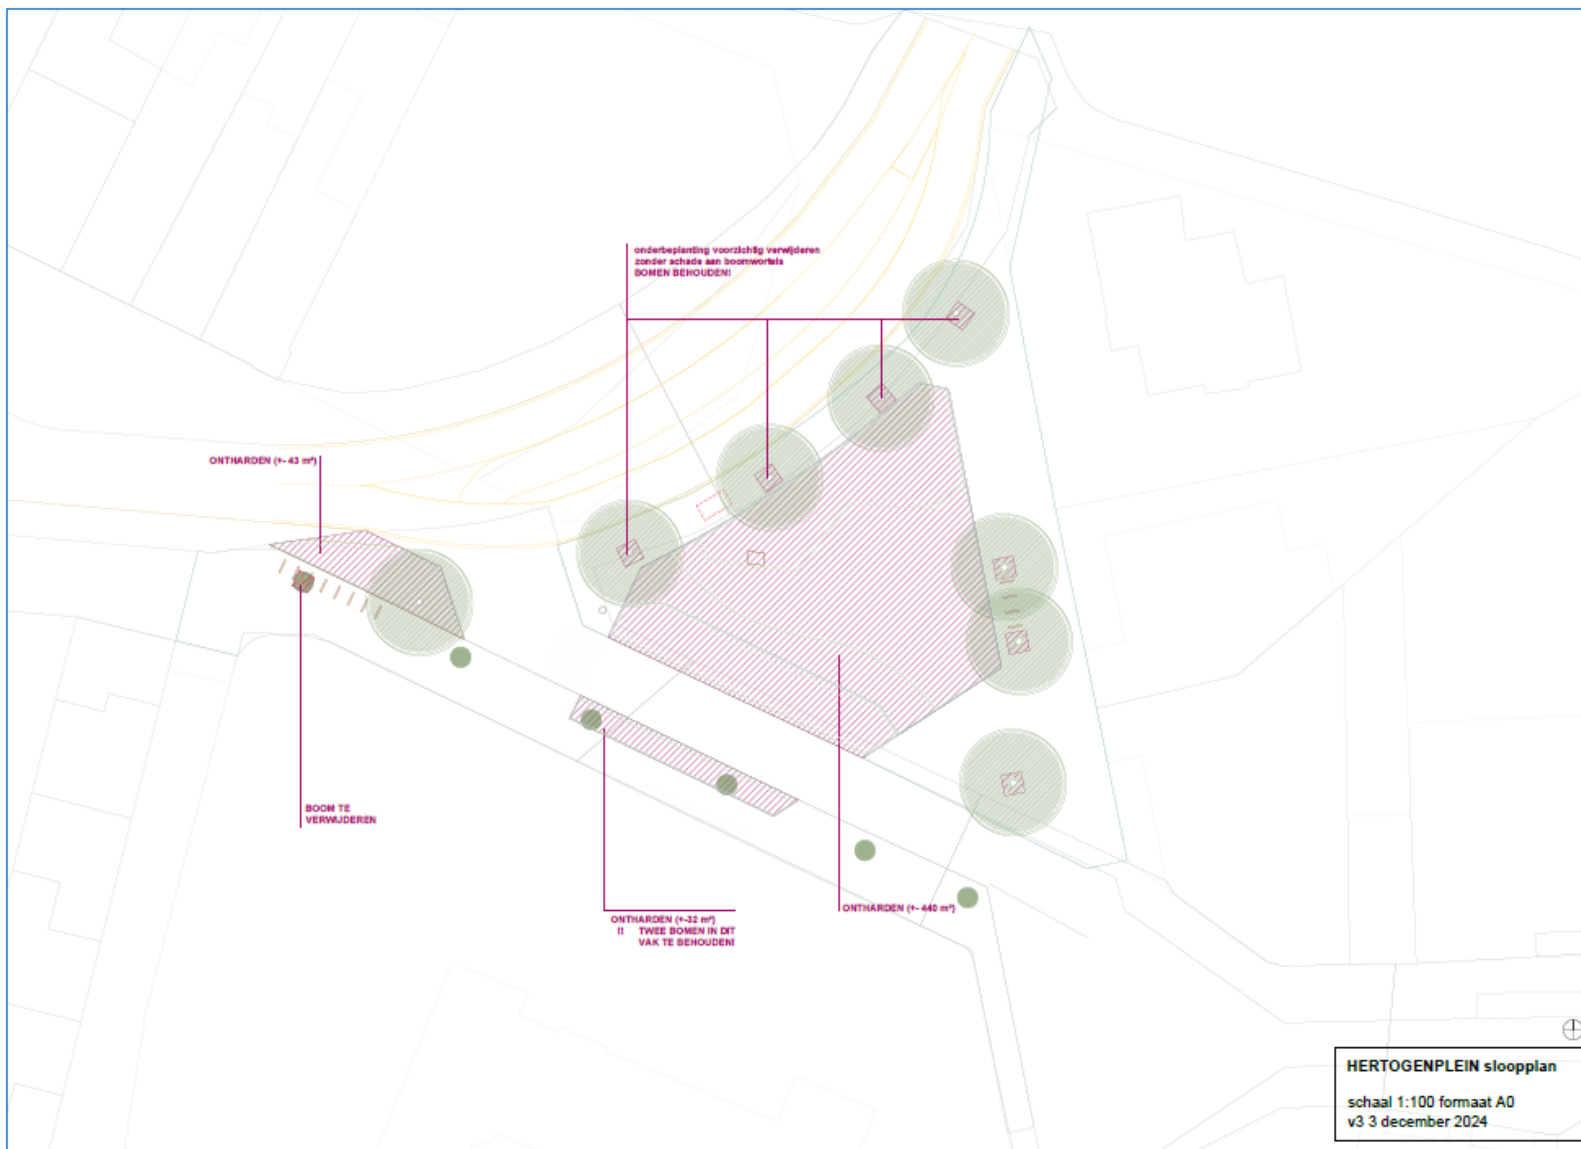 onderbeplanting voorzichtig verwijderen
zonder schade aan boomwortels
BOMEN BEHOUDEN!
ONTHARDEN (+- 43 m²)
BOOM TE
VERWIJDEREN
ONTHARDEN (+-32 m²)
!! TWEE BOMEN IN DIT
VAK TE BEHOUDEN!
ONTHARDEN (+- 440 m²)
HERTOGENPLEIN sloopplan
schaal 1:100 formaat A0
v3 3 december 2024